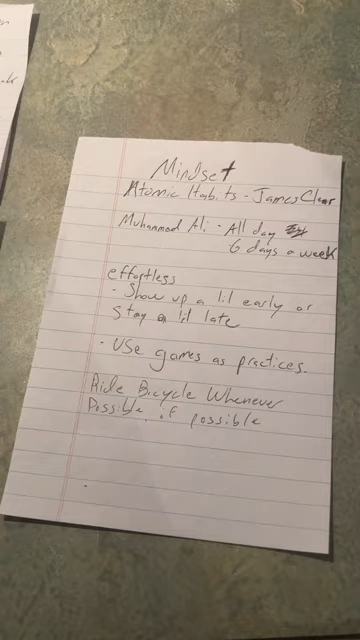 Mindset
Atomic Habits - James Clear
Muhammad Ali - All day
6 days a week
effortless
- Show up a lil early or
stay a lil late
- Use games as practices.
Ride Bicycle Whenever
Possible. if possible